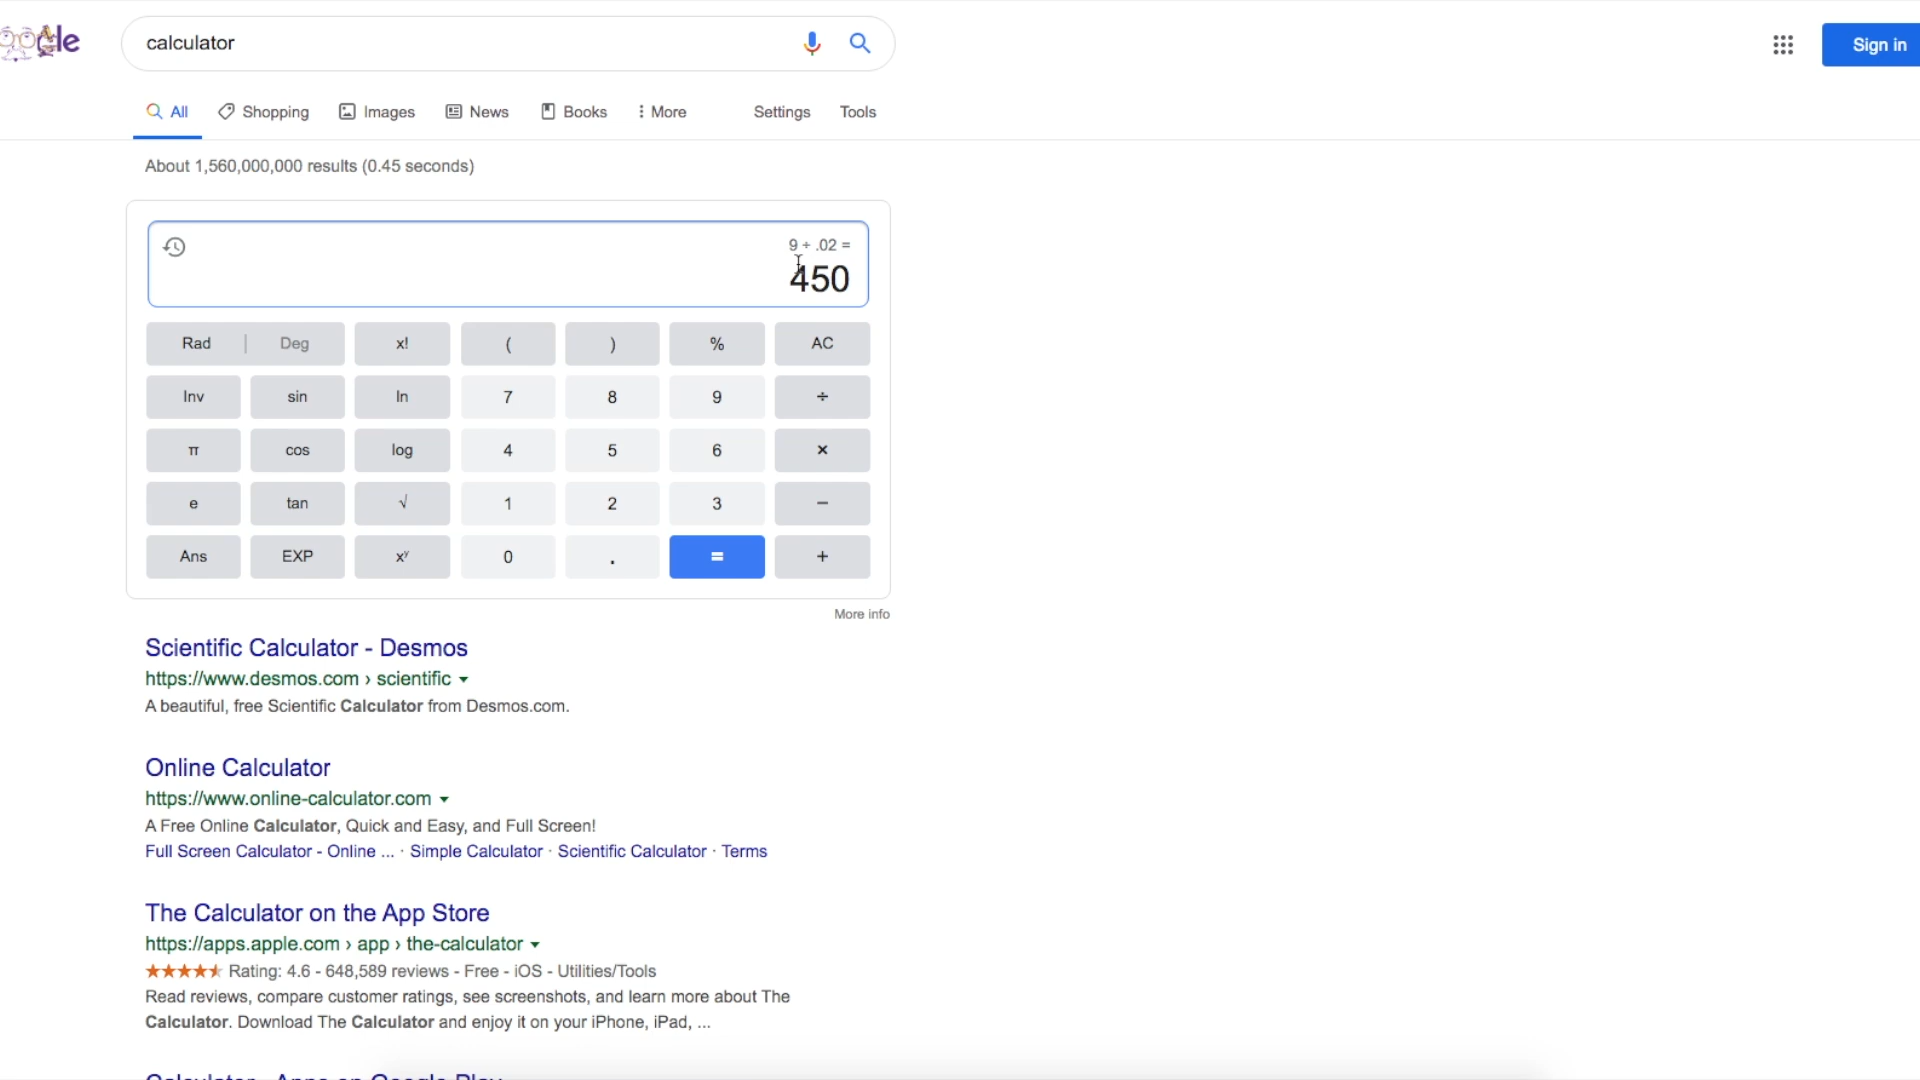 calculator
Sign in
All
Shopping
Images
News
Books
More
Settings
Tools
About 1,560,000,000 results (0.45 seconds)
9 ÷ .02 =
450
Rad | Deg x! ( ) % AC
Inv sin ln 7 8 9 ÷
π cos log 4 5 6 ×
e tan √ 1 2 3 −
Ans EXP xʸ 0 . = +
More info
Scientific Calculator - Desmos
https://www.desmos.com › scientific
A beautiful, free Scientific Calculator from Desmos.com.
Online Calculator
https://www.online-calculator.com
A Free Online Calculator, Quick and Easy, and Full Screen!
Full Screen Calculator - Online ... · Simple Calculator · Scientific Calculator · Terms
The Calculator on the App Store
https://apps.apple.com › app › the-calculator
Rating: 4.6 - 648,589 reviews - Free - iOS - Utilities/Tools
Read reviews, compare customer ratings, see screenshots, and learn more about The
Calculator. Download The Calculator and enjoy it on your iPhone, iPad, ...